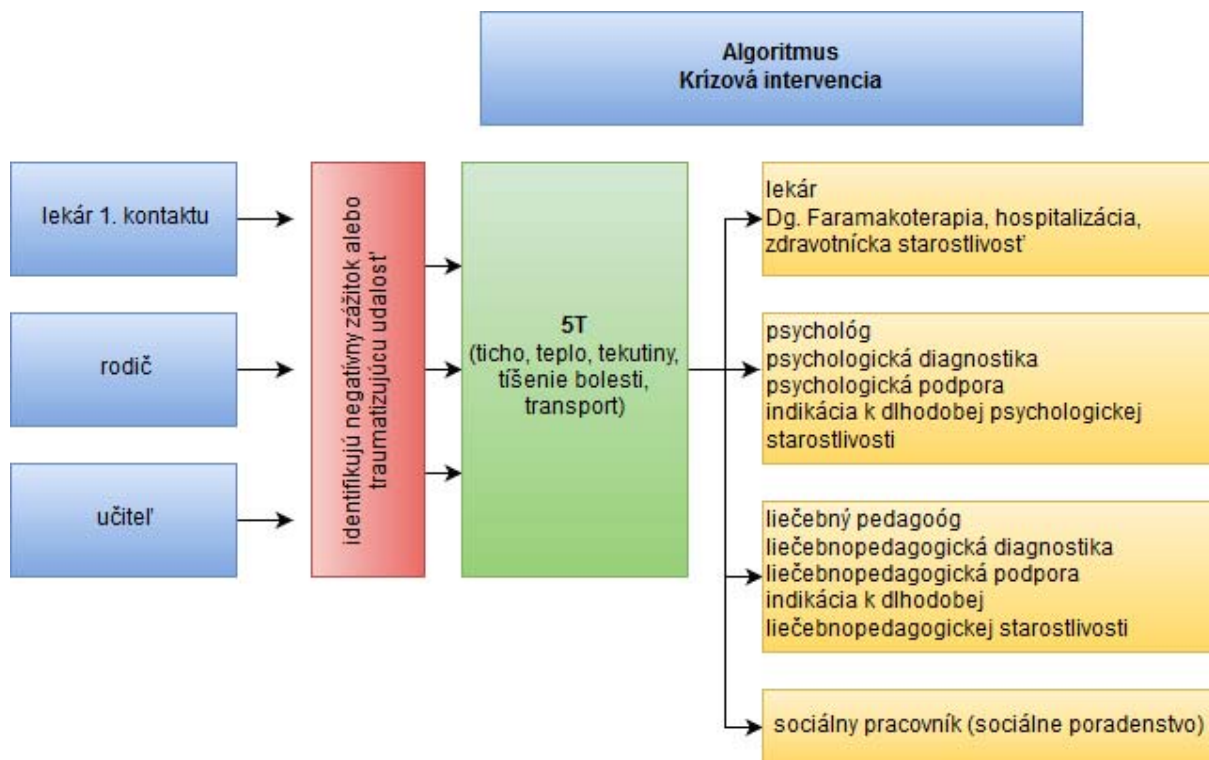 Algoritmus
Krízová intervencia
lekár 1. kontaktu
rodič
učiteľ
identifikujú negatívny zážitok alebo
traumatizujúcu udalosť
5T
(ticho, teplo, tekutiny,
tíšenie bolesti,
transport)
lekár
Dg. Faramakoterapia, hospitalizácia,
zdravotnícka starostlivosť
psychológ
psychologická diagnostika
psychologická podpora
indikácia k dlhodobej psychologickej
starostlivosti
liečebný pedagoóg
liečebnopedagogická diagnostika
liečebnopedagogická podpora
indikácia k dlhodobej
liečebnopedagogickej starostlivosti
sociálny pracovník (sociálne poradenstvo)